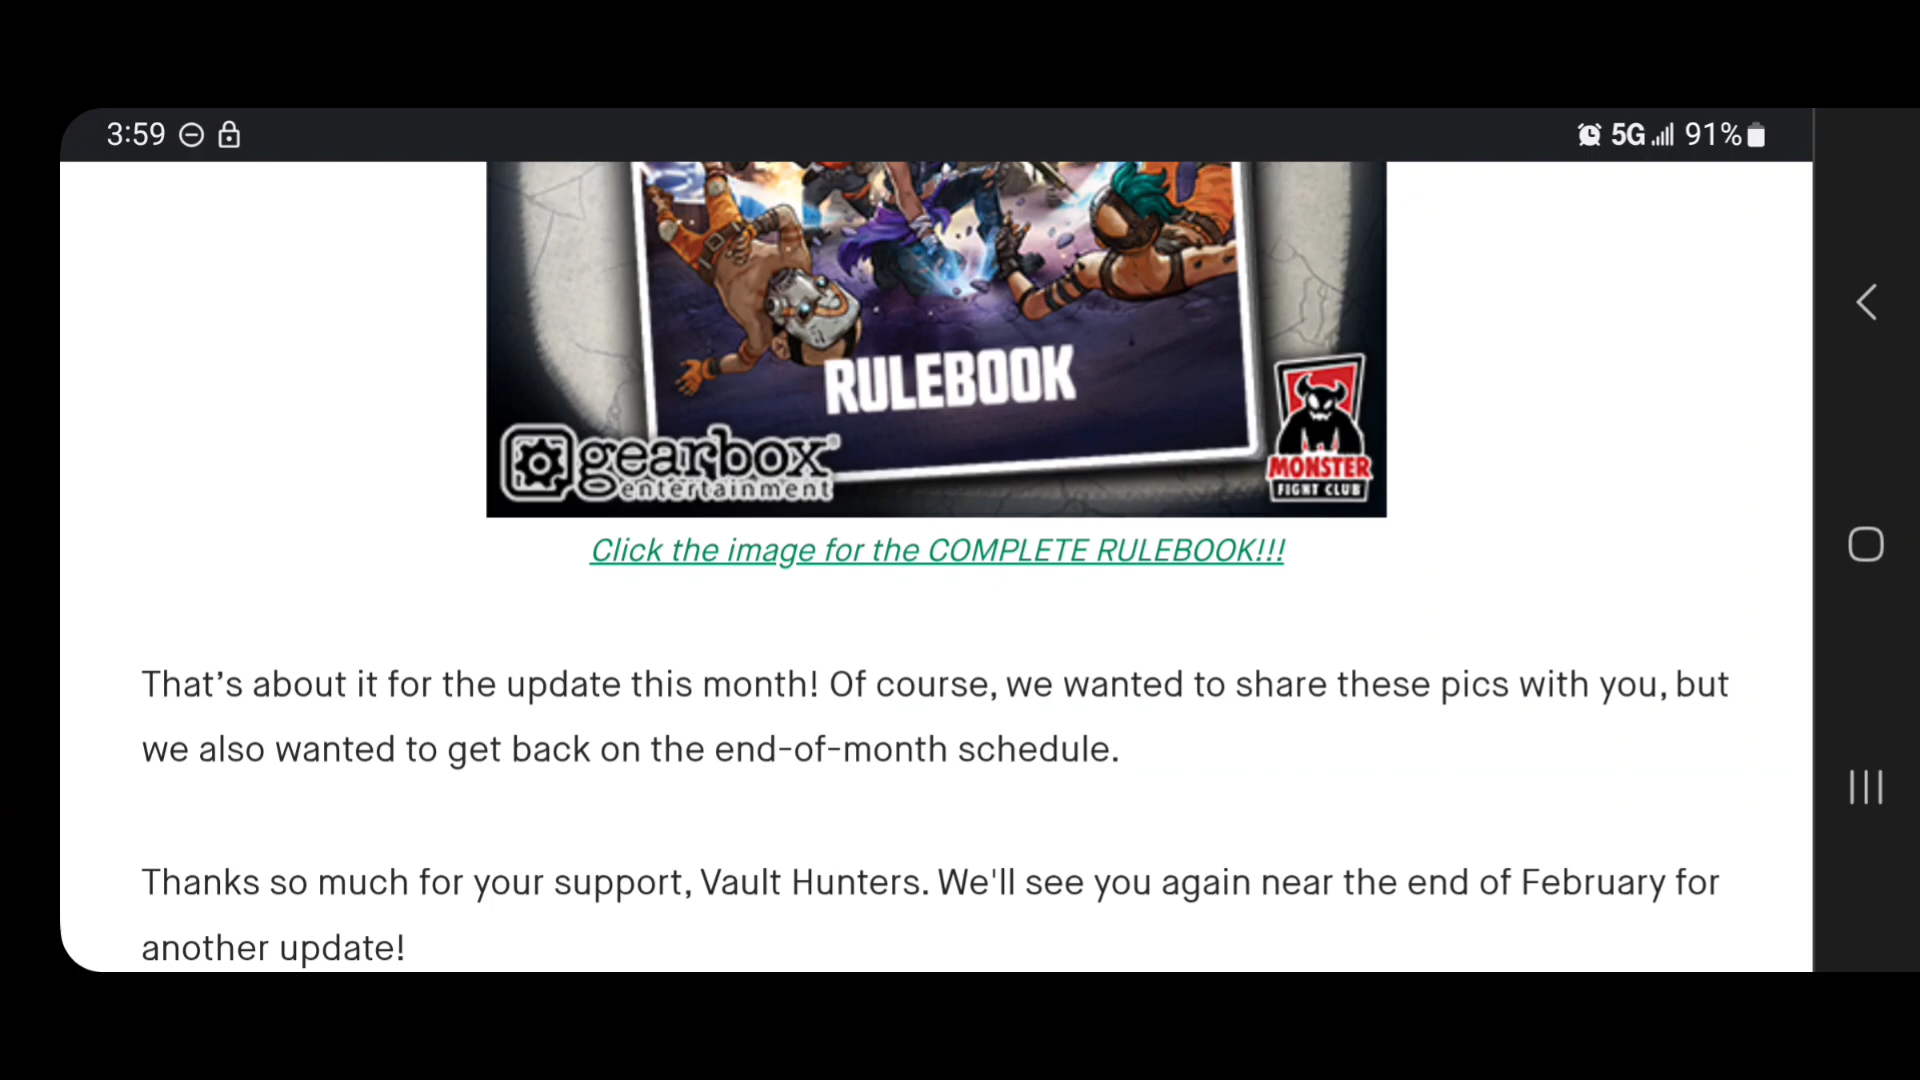 3:59
5G 91%
RULEBOOK
gearbox
entertainment
MONSTER
FIGHT CLUB
Click the image for the COMPLETE RULEBOOK!!!
That’s about it for the update this month! Of course, we wanted to share these pics with you, but
we also wanted to get back on the end-of-month schedule.
Thanks so much for your support, Vault Hunters. We'll see you again near the end of February for
another update!